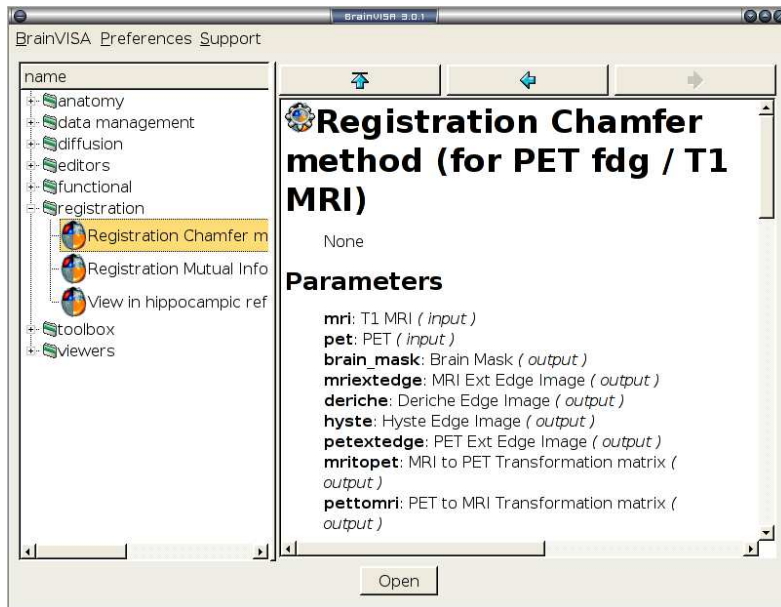 BrainVISA 3.0.1
BrainVISA Preferences Support
name
anatomy
data management
diffusion
editors
functional
registration
Registration Chamfer m
Registration Mutual Info
View in hippocampic ref
toolbox
viewers
Registration Chamfer
method (for PET fdg / T1
MRI)
None
Parameters
mri: T1 MRI ( input )
pet: PET ( input )
brain_mask: Brain Mask ( output )
mriextedge: MRI Ext Edge Image ( output )
deriche: Deriche Edge Image ( output )
hyste: Hyste Edge Image ( output )
petextedge: PET Ext Edge Image ( output )
mritopet: MRI to PET Transformation matrix (
output )
pettomri: PET to MRI Transformation matrix (
output )
Open